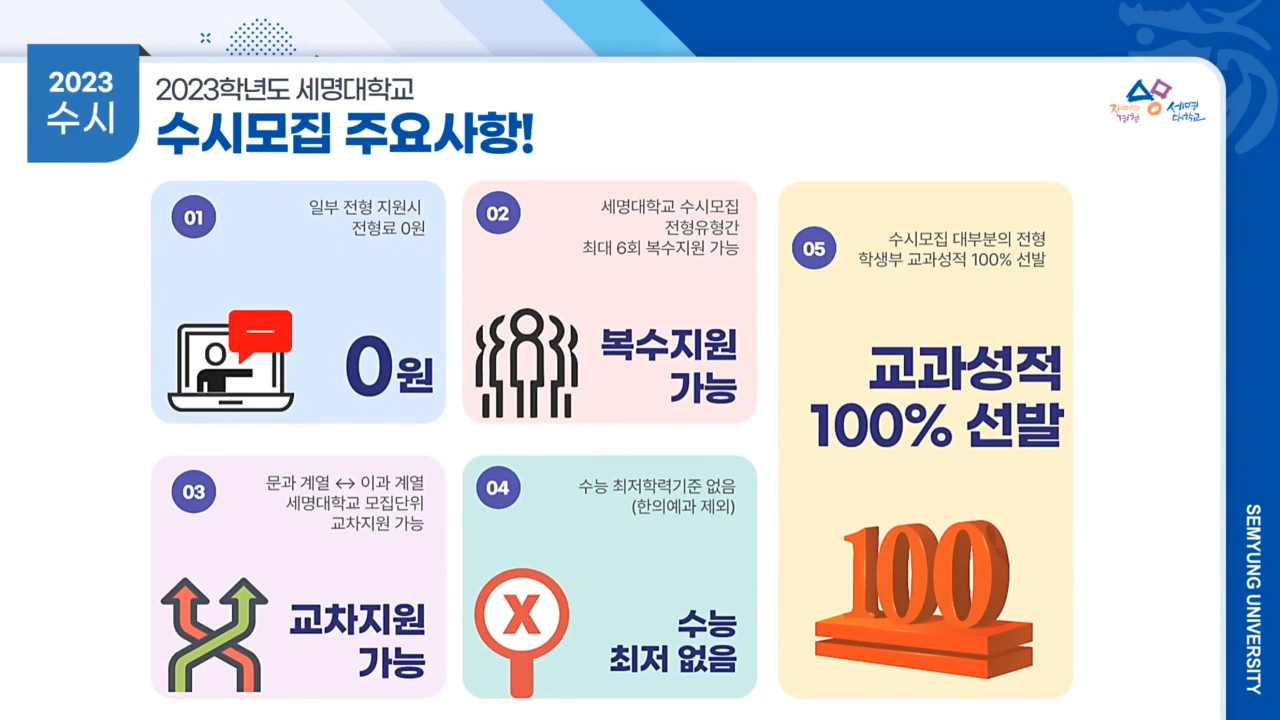 2023
수시
2023학년도 세명대학교
수시모집 주요사항!
세명
대학교
01
일부 전형 지원시
전형료 0원
0원
02
세명대학교 수시모집
전형유형간
최대 6회 복수지원 가능
복수지원
가능
03
문과 계열 ↔ 이과 계열
세명대학교 모집단위
교차지원 가능
교차지원
가능
04
수능 최저학력기준 없음
(한의예과 제외)
X
수능
최저 없음
05
수시모집 대부분의 전형
학생부 교과성적 100% 선발
교과성적
100% 선발
100
SEMYUNG UNIVERSITY